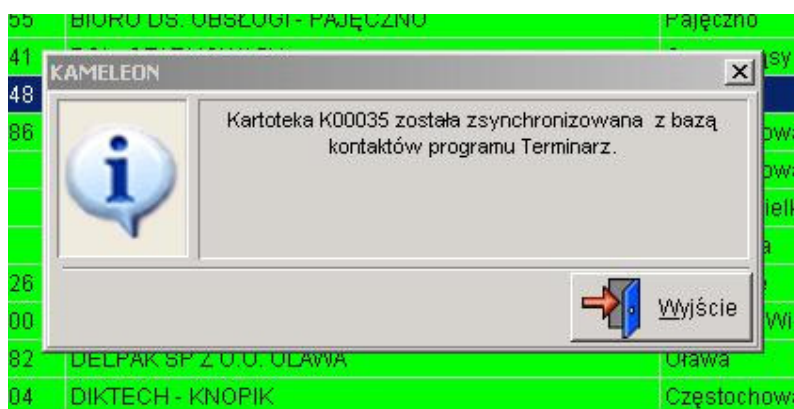 55 BIURO DS. OBSŁUGI - PAJĘCZNO Pajęczno
41
KAMELEON
48
Kartoteka K00035 została zsynchronizowana z bazą
86
kontaktów programu Terminarz.
26
00
Wyjście
82 DELPAK SP Z O.O. OŁAWA Oława
04 DIKTECH - KNOPIK Częstochowa